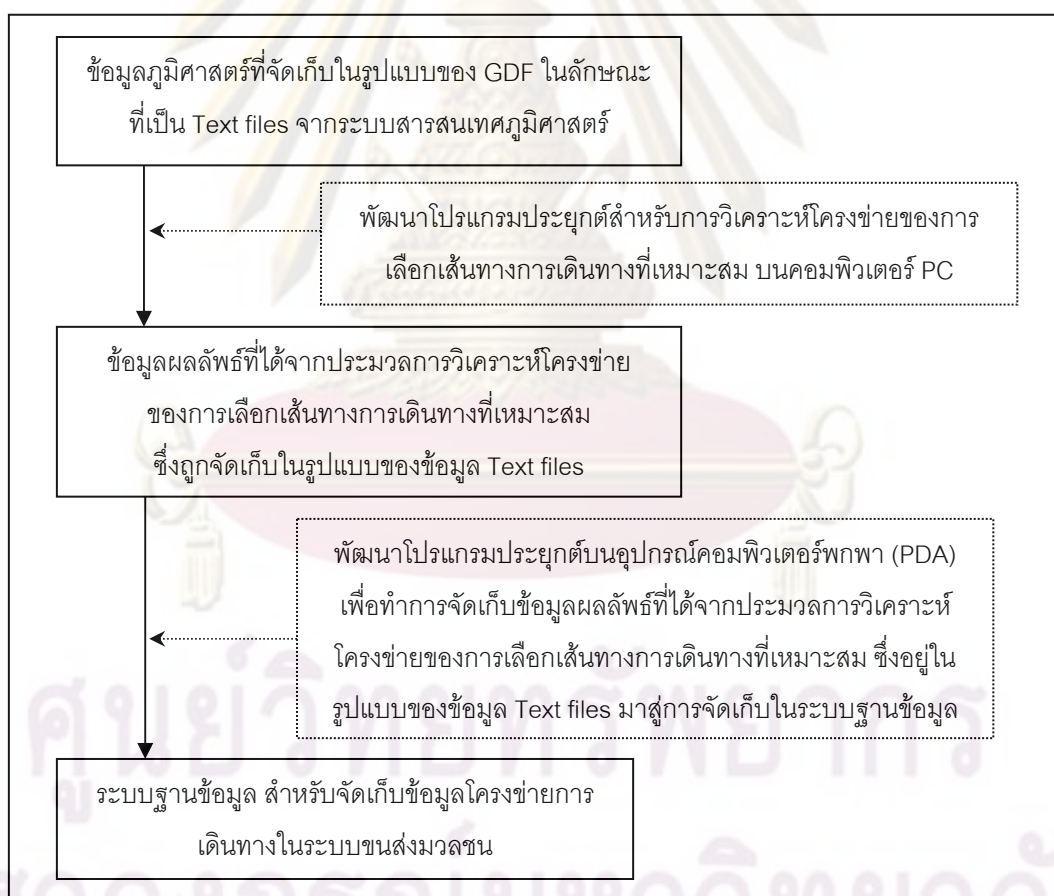 ข้อมูลภูมิศาสตร์ที่จัดเก็บในรูปแบบของ GDF ในลักษณะ
ที่เป็น Text files จากระบบสารสนเทศภูมิศาสตร์
พัฒนาโปรแกรมประยุกต์สำหรับการวิเคราะห์โครงข่ายของการ
เลือกเส้นทางการเดินทางที่เหมาะสม บนคอมพิวเตอร์ PC
ข้อมูลผลลัพธ์ที่ได้จากประมวลการวิเคราะห์โครงข่าย
ของการเลือกเส้นทางการเดินทางที่เหมาะสม
ซึ่งถูกจัดเก็บในรูปแบบของข้อมูล Text files
พัฒนาโปรแกรมประยุกต์บนอุปกรณ์คอมพิวเตอร์พกพา (PDA)
เพื่อทำการจัดเก็บข้อมูลผลลัพธ์ที่ได้จากประมวลการวิเคราะห์
โครงข่ายของการเลือกเส้นทางการเดินทางที่เหมาะสม ซึ่งอยู่ใน
รูปแบบของข้อมูล Text files มาสู่การจัดเก็บในระบบฐานข้อมูล
ศูนย์วิทยทรัพยากร
ระบบฐานข้อมูล สำหรับจัดเก็บข้อมูลโครงข่ายการ
เดินทางในระบบขนส่งมวลชน